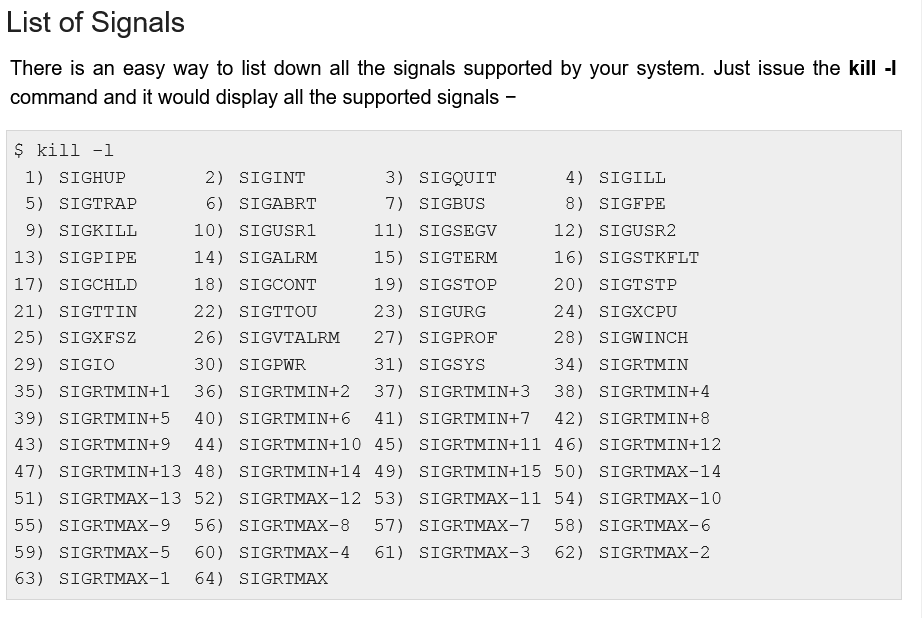 List of Signals
There is an easy way to list down all the signals supported by your system. Just issue the kill -l
command and it would display all the supported signals −
$ kill -l
1) SIGHUP 2) SIGINT 3) SIGQUIT 4) SIGILL
5) SIGTRAP 6) SIGABRT 7) SIGBUS 8) SIGFPE
9) SIGKILL 10) SIGUSR1 11) SIGSEGV 12) SIGUSR2
13) SIGPIPE 14) SIGALRM 15) SIGTERM 16) SIGSTKFLT
17) SIGCHLD 18) SIGCONT 19) SIGSTOP 20) SIGTSTP
21) SIGTTIN 22) SIGTTOU 23) SIGURG 24) SIGXCPU
25) SIGXFSZ 26) SIGVTALRM 27) SIGPROF 28) SIGWINCH
29) SIGIO 30) SIGPWR 31) SIGSYS 34) SIGRTMIN
35) SIGRTMIN+1 36) SIGRTMIN+2 37) SIGRTMIN+3 38) SIGRTMIN+4
39) SIGRTMIN+5 40) SIGRTMIN+6 41) SIGRTMIN+7 42) SIGRTMIN+8
43) SIGRTMIN+9 44) SIGRTMIN+10 45) SIGRTMIN+11 46) SIGRTMIN+12
47) SIGRTMIN+13 48) SIGRTMIN+14 49) SIGRTMIN+15 50) SIGRTMAX-14
51) SIGRTMAX-13 52) SIGRTMAX-12 53) SIGRTMAX-11 54) SIGRTMAX-10
55) SIGRTMAX-9 56) SIGRTMAX-8 57) SIGRTMAX-7 58) SIGRTMAX-6
59) SIGRTMAX-5 60) SIGRTMAX-4 61) SIGRTMAX-3 62) SIGRTMAX-2
63) SIGRTMAX-1 64) SIGRTMAX